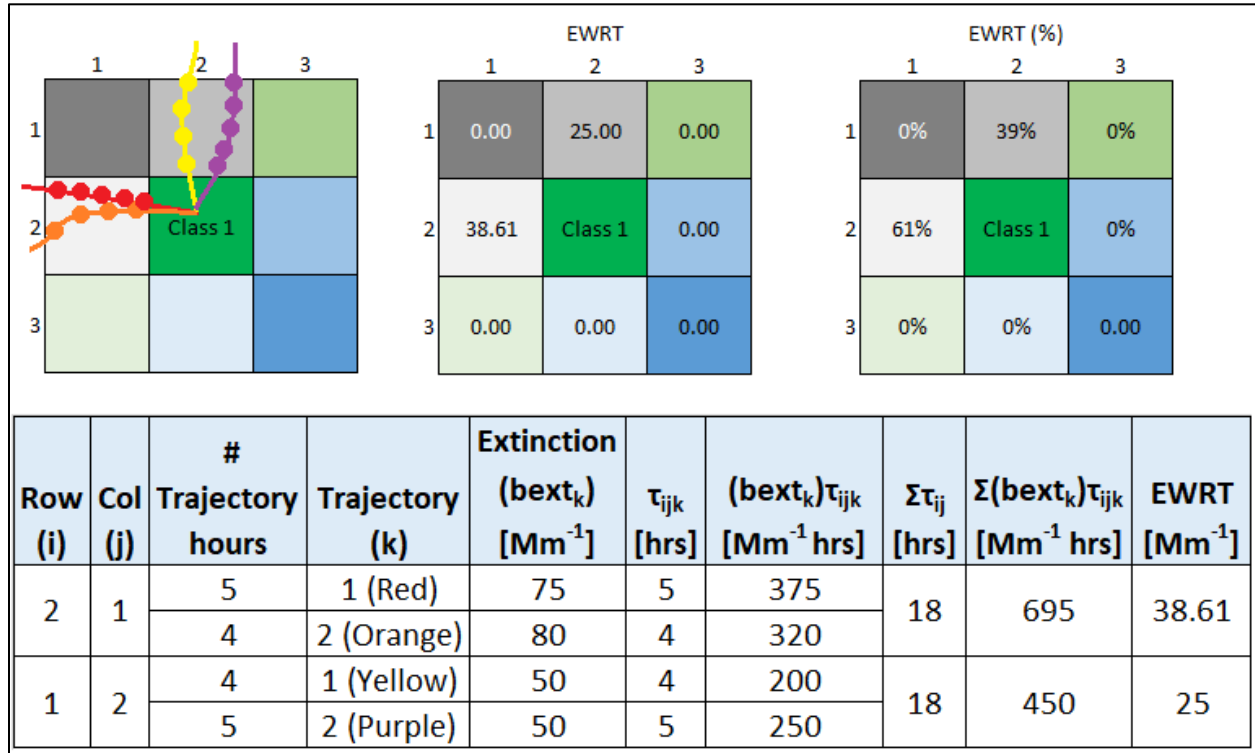 EWRT
EWRT (%)
1 2 3
1 2 3
1 2 3
1
1 0.00 25.00 0.00
1 0% 39% 0%
2 Class 1
2 38.61 Class 1 0.00
2 61% Class 1 0%
3
3 0.00 0.00 0.00
3 0% 0% 0.00
Row (i) Col (j) # Trajectory hours Trajectory (k) Extinction (bextₖ) [Mm⁻¹] τᵢⱼₖ [hrs] (bextₖ)τᵢⱼₖ [Mm⁻¹ hrs] Στᵢⱼ [hrs] Σ(bextₖ)τᵢⱼₖ [Mm⁻¹ hrs] EWRT [Mm⁻¹]
2 1 5 1 (Red) 75 5 375 18 695 38.61
4 2 (Orange) 80 4 320
1 2 4 1 (Yellow) 50 4 200 18 450 25
5 2 (Purple) 50 5 250